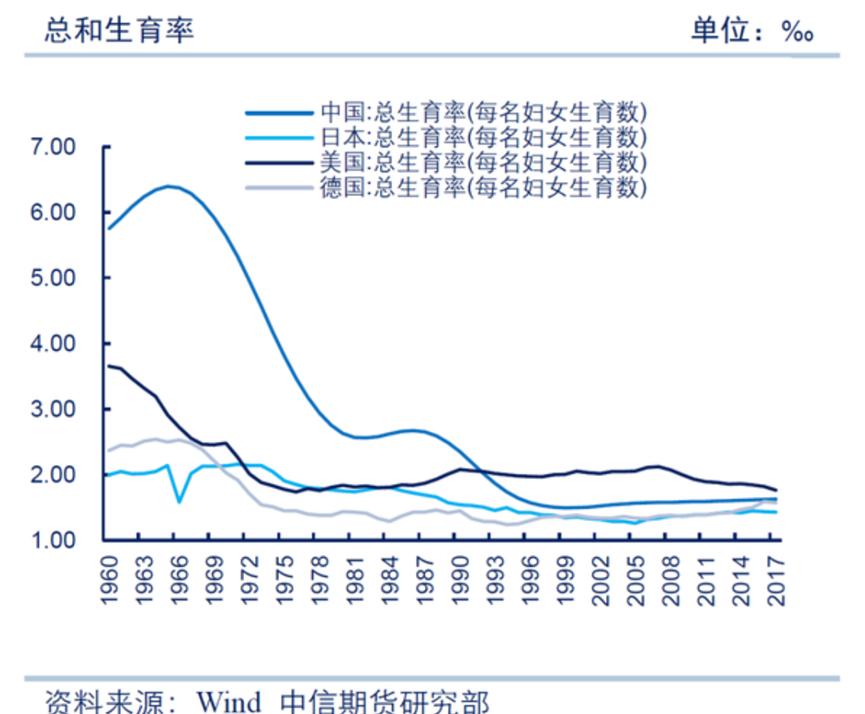 总和生育率 单位：‰
中国:总生育率(每名妇女生育数)
日本:总生育率(每名妇女生育数)
美国:总生育率(每名妇女生育数)
德国:总生育率(每名妇女生育数)
7.00
6.00
5.00
4.00
3.00
2.00
1.00
1960 1963 1966 1969 1972 1975 1978 1981 1984 1987 1990 1993 1996 1999 2002 2005 2008 2011 2014 2017
资料来源：Wind 中信期货研究部